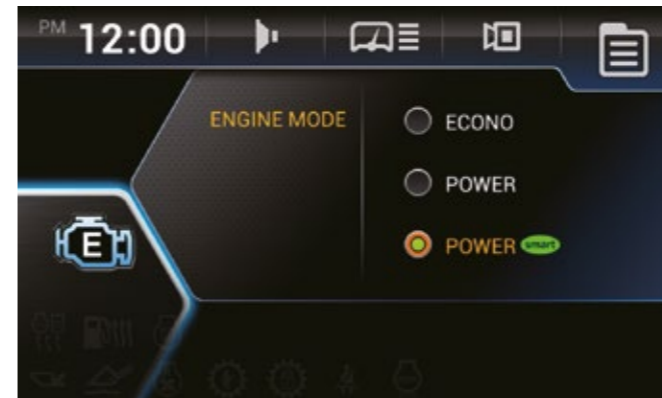 PM 12:00
ENGINE MODE
ECONO
POWER
POWER smart
E